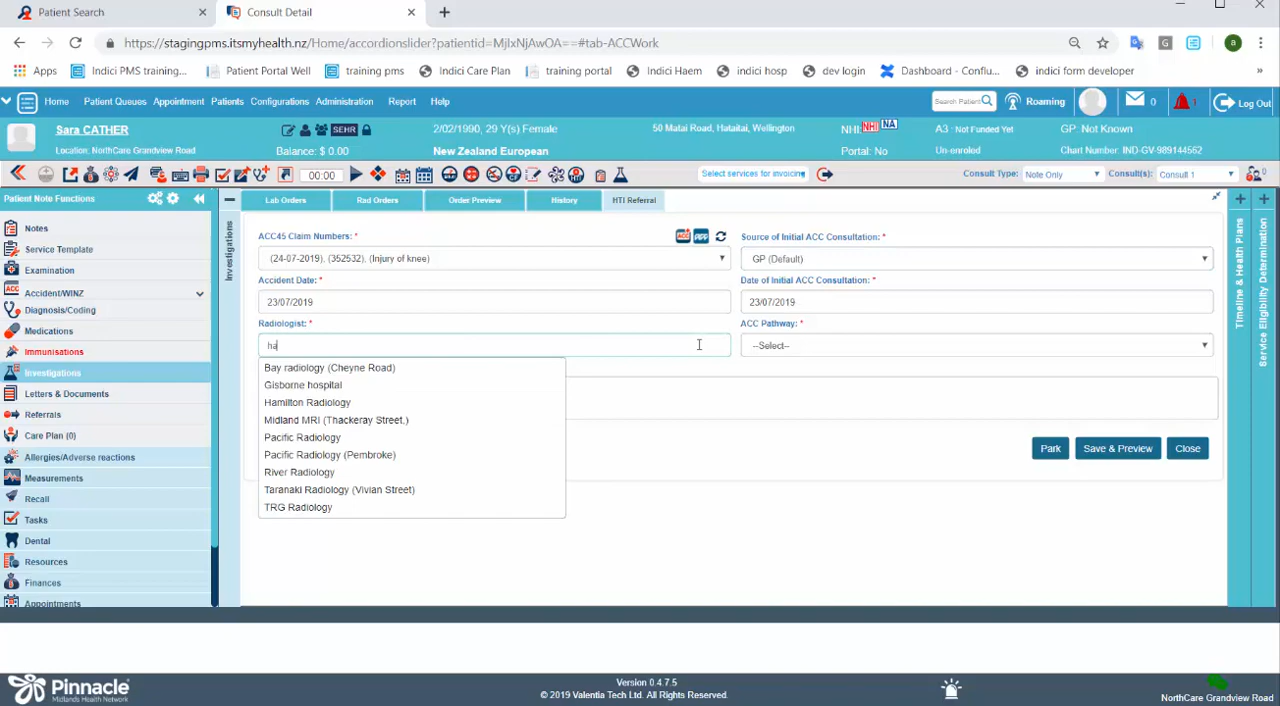 Patient Search
Consult Detail
https://stagingpms.itsmyhealth.nz/Home/accordionslider?patientid=MjIxNjAwOA==#tab-ACCWork
a
Apps
Indici PMS training...
Patient Portal Well
training pms
Indici Care Plan
training portal
Indici Haem
indici hosp
dev login
Dashboard - Conflu...
indici form developer
»
Home
Patient Queues
Appointment
Patients
Configurations
Administration
Report
Help
Search Patient
Roaming
0
1
Log Out
Sara CATHER
SEHR
2/02/1990, 29 Y(s) Female
50 Matai Road, Hataitai, Wellington
NHI: NHI NA
A3 : Not Funded Yet
GP: Not Known
Location: NorthCare Grandview Road
Balance: $ 0.00
New Zealand European
Portal: No
Un-enroled
Chart Number: IND-GV-989144562
00:00
Select services for invoicing
Consult Type:
Note Only
Consult(s):
Consult 1
0
Patient Note Functions
Notes
Service Template
Examination
ACC
Accident/WINZ
Diagnosis/Coding
Medications
Immunisations
Investigations
Letters & Documents
Referrals
Care Plan (0)
Allergies/Adverse reactions
Measurements
Recall
Tasks
Dental
Resources
Finances
Appointments
Investigations
Lab Orders
Rad Orders
Order Preview
History
HTI Referral
ACC45 Claim Numbers: *
ACC
(24-07-2019), (352532), (Injury of knee)
Source of Initial ACC Consultation: *
GP (Default)
Accident Date: *
23/07/2019
Date of Initial ACC Consultation: *
23/07/2019
Radiologist: *
ha
ACC Pathway: *
--Select--
Bay radiology (Cheyne Road)
Gisborne hospital
Hamilton Radiology
Midland MRI (Thackeray Street.)
Pacific Radiology
Pacific Radiology (Pembroke)
River Radiology
Taranaki Radiology (Vivian Street)
TRG Radiology
Park
Save & Preview
Close
Timeline & Health Plans
Service Eligibility Determination
Pinnacle
Midlands Health Network
Version 0.4.7.5
© 2019 Valentia Tech Ltd. All Rights Reserved.
NorthCare Grandview Road